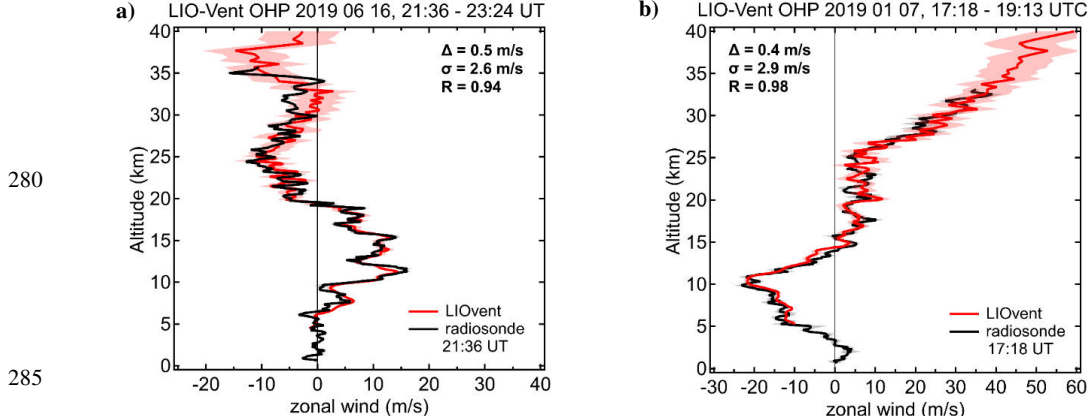 a) LIO-Vent OHP 2019 06 16, 21:36 - 23:24 UT
40
35
30
25
20
15
10
5
0
Altitude (km)
Δ = 0.5 m/s
σ = 2.6 m/s
R = 0.94
LIOvent
radiosonde
21:36 UT
-20 -10 0 10 20 30 40
zonal wind (m/s)
b) LIO-Vent OHP 2019 01 07, 17:18 - 19:13 UTC
40
35
30
25
20
15
10
5
0
Altitude (km)
Δ = 0.4 m/s
σ = 2.9 m/s
R = 0.98
LIOvent
radiosonde
17:18 UT
-30 -20 -10 0 10 20 30 40 50 60
zonal wind (m/s)
280
285